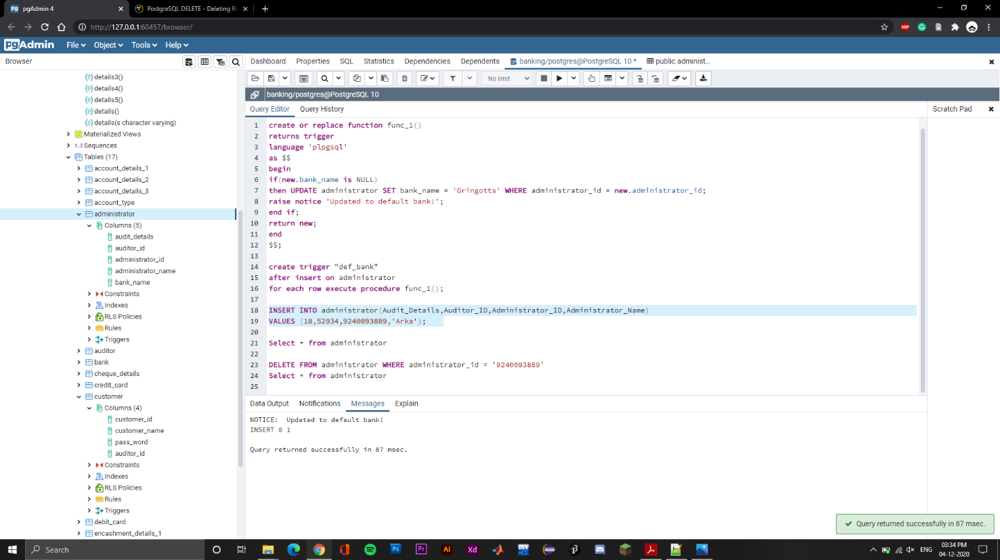 pgAdmin 4
PostgreSQL DELETE - Deleting R
http://127.0.0.1:60457/browser/
pgAdmin
File
Object
Tools
Help
Browser
Dashboard
Properties
SQL
Statistics
Dependencies
Dependents
banking/postgres@PostgreSQL 10 *
public.administ...
No limit
banking/postgres@PostgreSQL 10
Query Editor
Query History
Scratch Pad
details3()
details4()
details5()
details()
details(s character varying)
Materialized Views
1..3 Sequences
Tables (17)
account_details_1
account_details_2
account_details_3
account_type
administrator
Columns (5)
audit_details
auditor_id
administrator_id
administrator_name
bank_name
Constraints
Indexes
RLS Policies
Rules
Triggers
auditor
bank
cheque_details
credit_card
customer
Columns (4)
customer_id
customer_name
pass_word
auditor_id
Constraints
Indexes
RLS Policies
Rules
Triggers
debit_card
encashment_details_1
1 create or replace function func_1()
2 returns trigger
3 language 'plpgsql'
4 as $$
5 begin
6 if(new.bank_name is NULL)
7 then UPDATE administrator SET bank_name = 'Gringotts' WHERE administrator_id = new.administrator_id;
8 raise notice 'Updated to default bank!';
9 end if;
10 return new;
11 end
12 $$;
13
14 create trigger "def_bank"
15 after insert on administrator
16 for each row execute procedure func_1();
17
18 INSERT INTO administrator(Audit_Details,Auditor_ID,Administrator_ID,Administrator_Name)
19 VALUES (18,52934,9240093889,'Arka');
20
21 Select * from administrator
22
23 DELETE FROM administrator WHERE administrator_id = '9240093889'
24 Select * from administrator
25
Data Output
Notifications
Messages
Explain
NOTICE:  Updated to default bank!
INSERT 0 1
Query returned successfully in 87 msec.
Query returned successfully in 87 msec.
Search
Ps
Pr
Ai
Xd
DEV
ENG
03:34 PM
04-12-2020